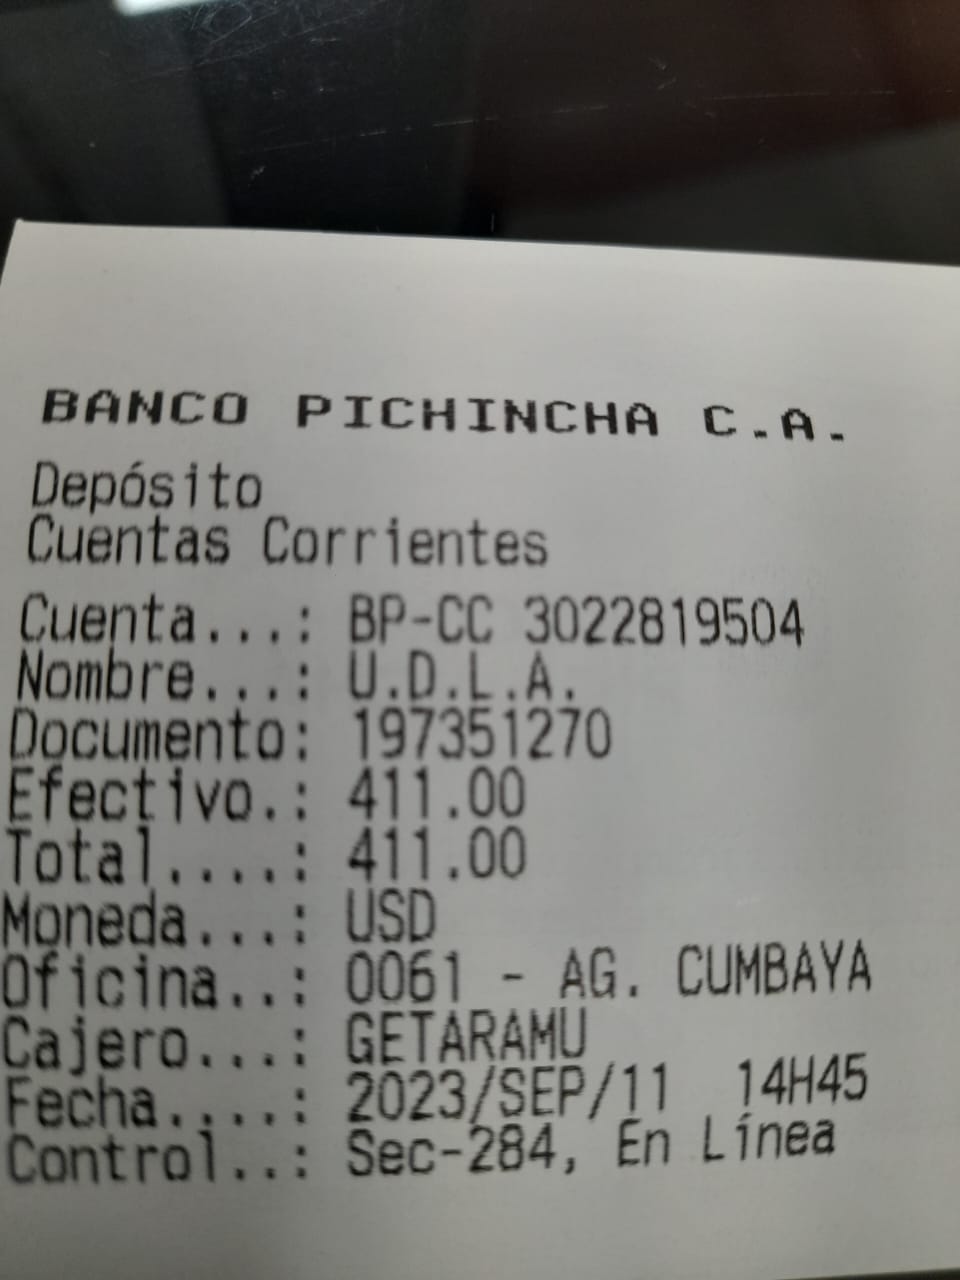 BANCO PICHINCHA C.A.
Depósito
Cuentas Corrientes
Cuenta...: BP-CC 3022819504
Nombre...: U.D.L.A.
Documento: 197351270
Efectivo.: 411.00
Total....: 411.00
Moneda...: USD
Oficina..: 0061 - AG. CUMBAYA
Cajero...: GETARAMU
Fecha....: 2023/SEP/11 14H45
Control..: Sec-284, En Línea